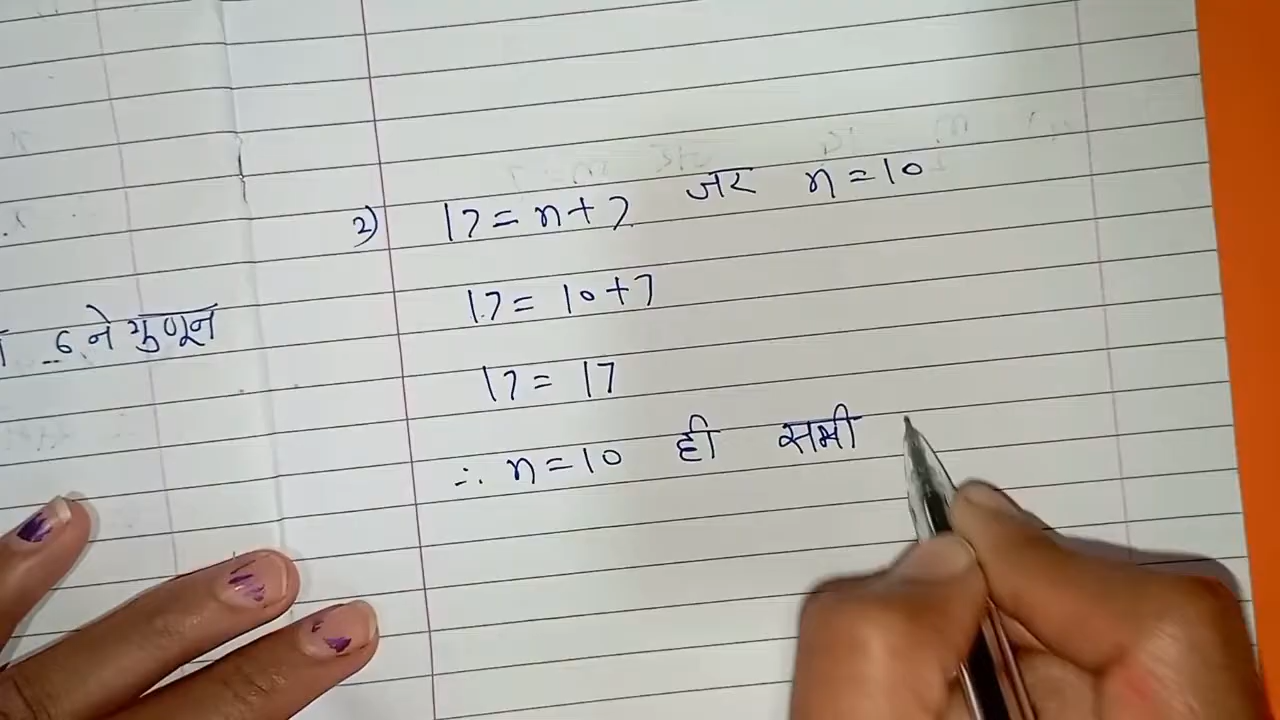 2) 17 = n + 7 जर n = 10
17 = 10 + 7
6 ने गुणून
17 = 17
∴ n = 10 ही समी